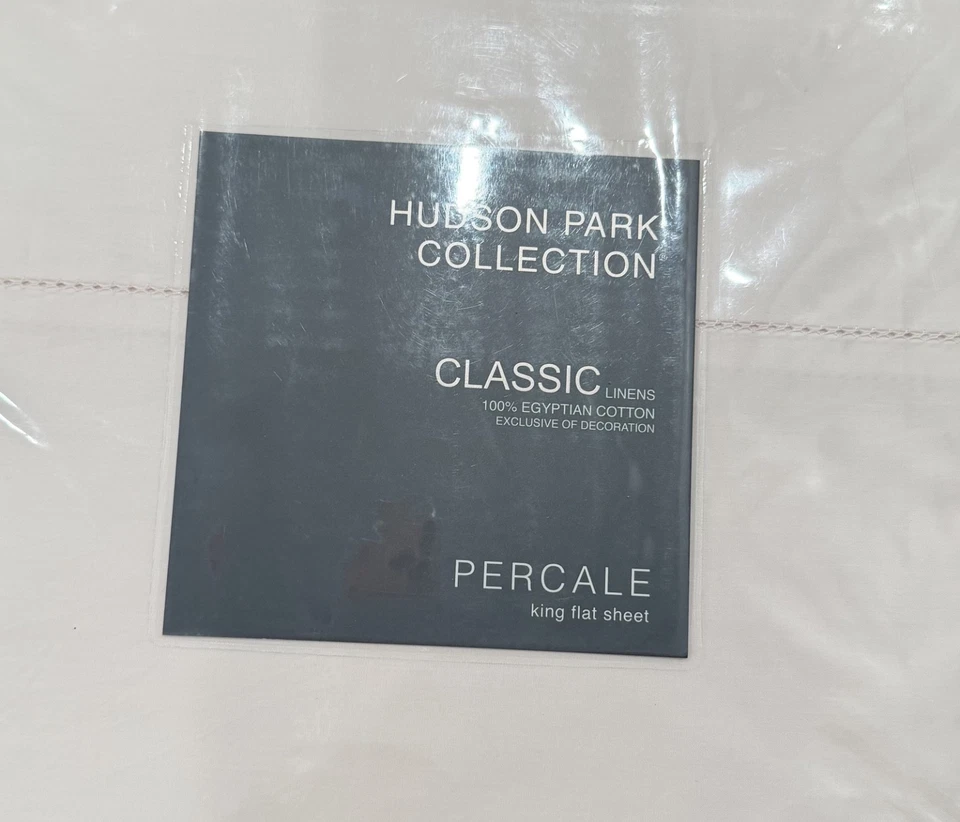 HUDSON PARK
COLLECTION
CLASSIC LINENS
100% EGYPTIAN COTTON
EXCLUSIVE OF DECORATION
PERCALE
king flat sheet